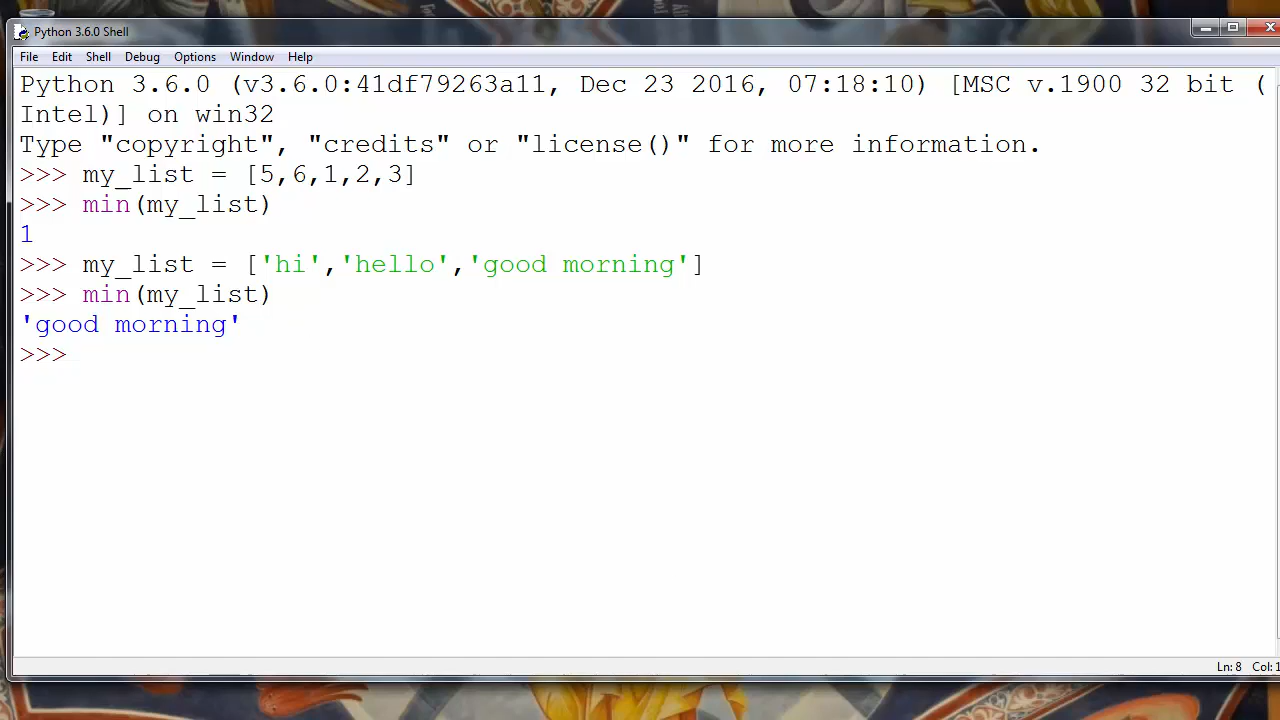 Python 3.6.0 Shell
File Edit Shell Debug Options Window Help
Python 3.6.0 (v3.6.0:41df79263a11, Dec 23 2016, 07:18:10) [MSC v.1900 32 bit (
Intel)] on win32
Type "copyright", "credits" or "license()" for more information.
>>> my_list = [5,6,1,2,3]
>>> min(my_list)
1
>>> my_list = ['hi','hello','good morning']
>>> min(my_list)
'good morning'
>>>
Ln: 8 Col: 1